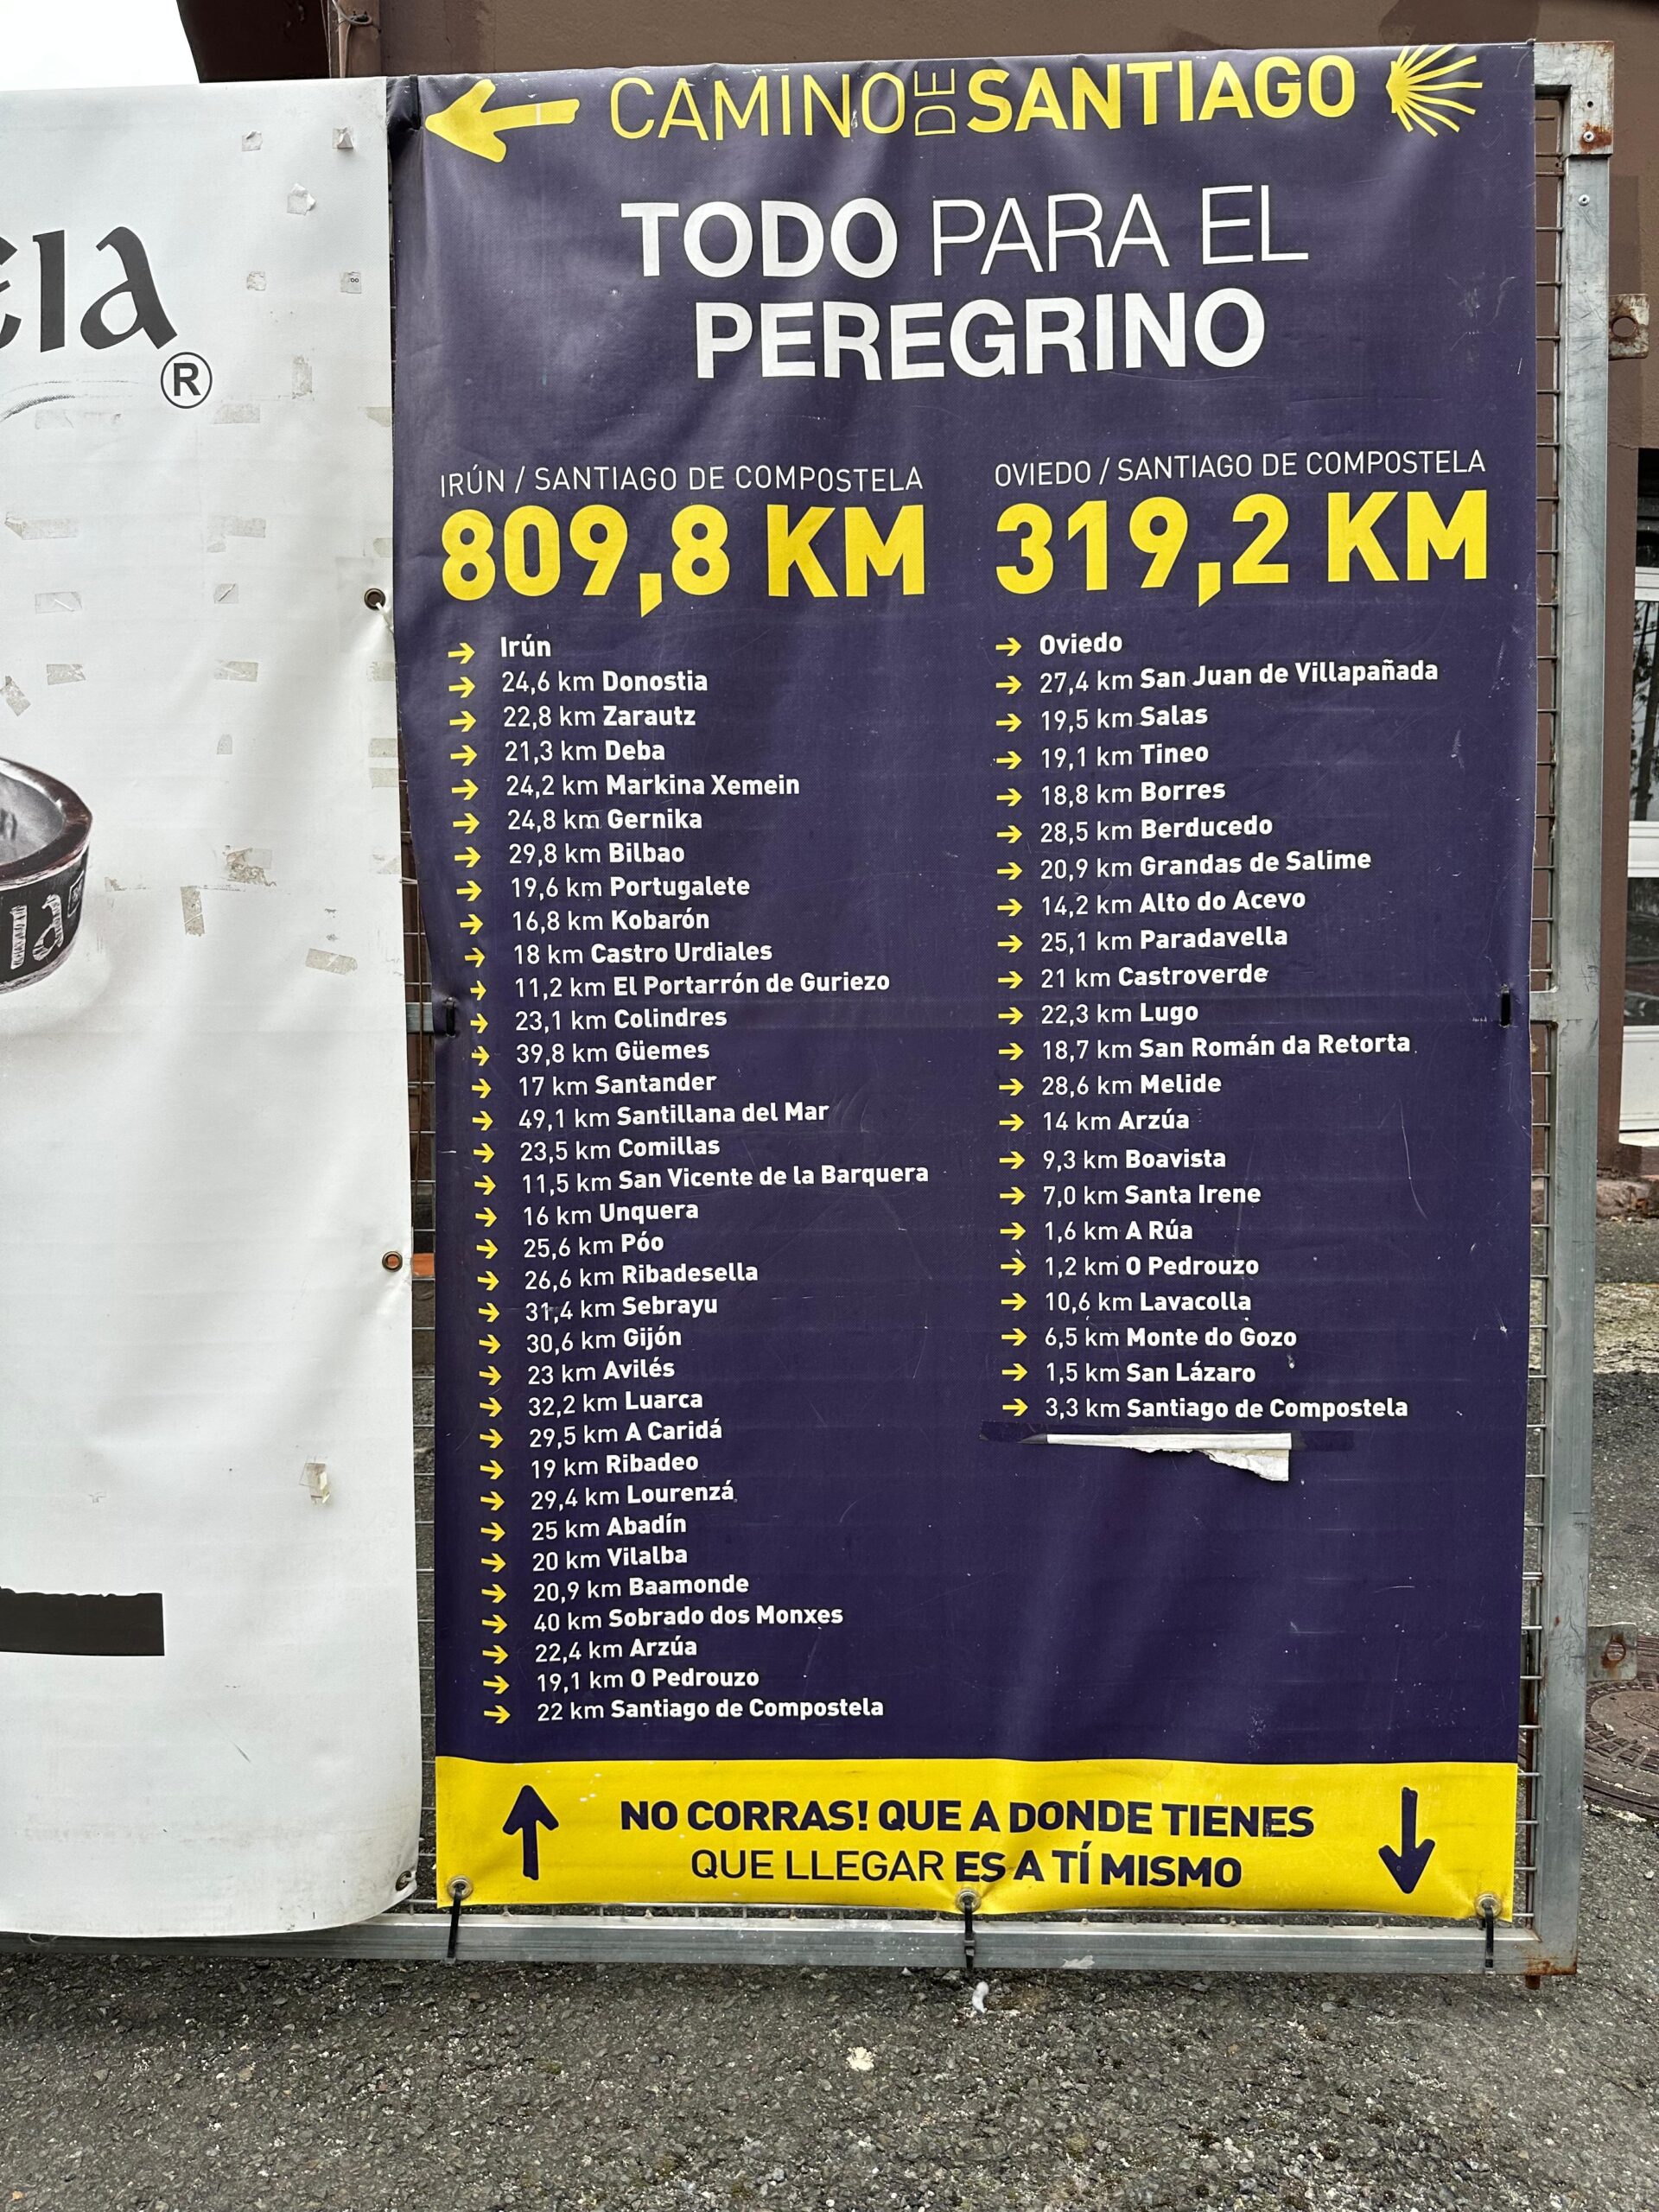 CAMINO DE SANTIAGO
TODO PARA EL
PEREGRINO
IRÚN / SANTIAGO DE COMPOSTELA
809,8 KM
Irún
24,6 km Donostia
22,8 km Zarautz
21,3 km Deba
24,2 km Markina Xemein
24,8 km Gernika
29,8 km Bilbao
19,6 km Portugalete
16,8 km Kobarón
18 km Castro Urdiales
11,2 km El Portarrón de Guriezo
23,1 km Colindres
39,8 km Güemes
17 km Santander
49,1 km Santillana del Mar
23,5 km Comillas
11,5 km San Vicente de la Barquera
16 km Unquera
25,6 km Póo
26,6 km Ribadesella
31,4 km Sebrayu
30,6 km Gijón
23 km Avilés
32,2 km Luarca
29,5 km A Caridá
19 km Ribadeo
29,4 km Lourenzá
25 km Abadín
20 km Vilalba
20,9 km Baamonde
40 km Sobrado dos Monxes
22,4 km Arzúa
19,1 km O Pedrouzo
22 km Santiago de Compostela
OVIEDO / SANTIAGO DE COMPOSTELA
319,2 KM
Oviedo
27,4 km San Juan de Villapañada
19,5 km Salas
19,1 km Tineo
18,8 km Borres
28,5 km Berducedo
20,9 km Grandas de Salime
14,2 km Alto do Acevo
25,1 km Paradavella
21 km Castroverde
22,3 km Lugo
18,7 km San Román da Retorta
28,6 km Melide
14 km Arzúa
9,3 km Boavista
7,0 km Santa Irene
1,6 km A Rúa
1,2 km O Pedrouzo
10,6 km Lavacolla
6,5 km Monte do Gozo
1,5 km San Lázaro
3,3 km Santiago de Compostela
NO CORRAS! QUE A DONDE TIENES
QUE LLEGAR ES A TÍ MISMO